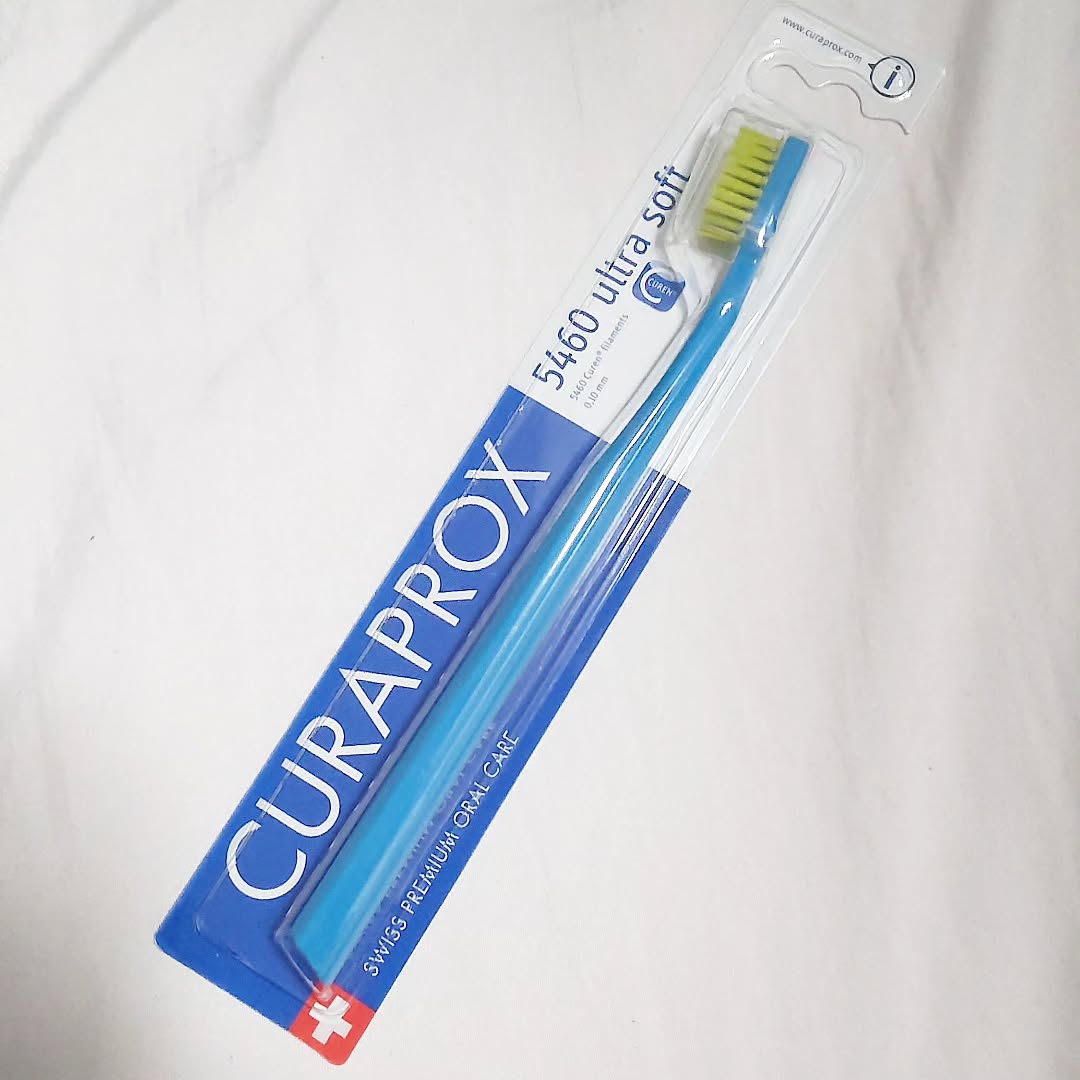 www.curaprox.com
i
5460 ultra soft
CUREN
5460 Curen® filaments
0.10 mm
CURAPROX
SWISS PREMIUM ORAL CARE